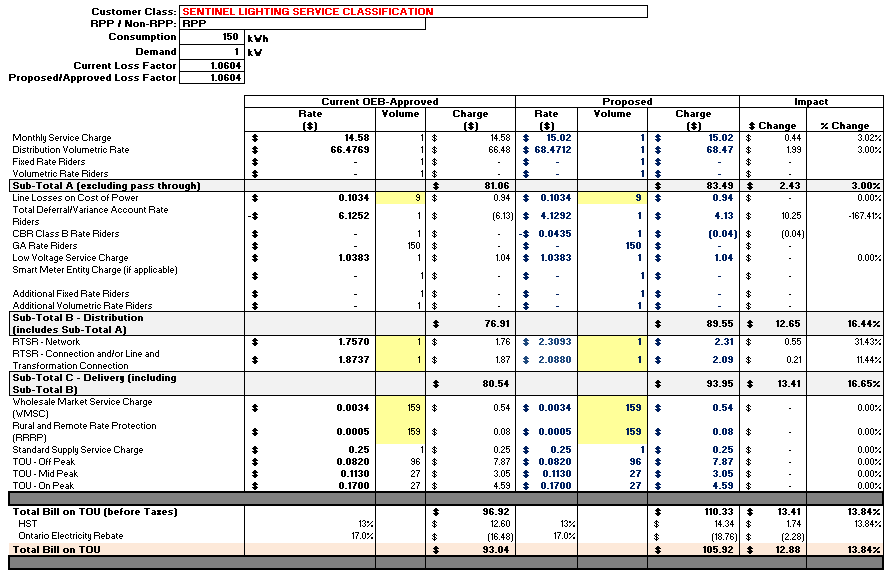 Customer Class: SENTINEL LIGHTING SERVICE CLASSIFICATION
RPP / Non-RPP: RPP
Consumption 150 kWh
Demand 1 kW
Current Loss Factor 1.0604
Proposed/Approved Loss Factor 1.0604
Current OEB-Approved Proposed Impact
Rate Volume Charge Rate Volume Charge
($) ($) ($) ($) $ Change % Change
Monthly Service Charge $ 14.58 1 $ 14.58 $ 15.02 1 $ 15.02 $ 0.44 3.02%
Distribution Volumetric Rate $ 66.4769 1 $ 66.48 $ 68.4712 1 $ 68.47 $ 1.99 3.00%
Fixed Rate Riders $ - 1 $ - $ - 1 $ - $ -
Volumetric Rate Riders $ - 1 $ - $ - 1 $ - $ -
Sub-Total A (excluding pass through) $ 81.06 $ 83.49 $ 2.43 3.00%
Line Losses on Cost of Power $ 0.1034 9 $ 0.94 $ 0.1034 9 $ 0.94 $ - 0.00%
Total Deferral/Variance Account Rate
Riders -$ 6.1252 1 $ (6.13) $ 4.1292 1 $ 4.13 $ 10.25 -167.41%
CBR Class B Rate Riders $ - 1 $ - -$ 0.0435 1 $ (0.04) $ (0.04)
GA Rate Riders $ - 150 $ - $ - 150 $ - $ -
Low Voltage Service Charge $ 1.0383 1 $ 1.04 $ 1.0383 1 $ 1.04 $ - 0.00%
Smart Meter Entity Charge (if applicable)
$ - 1 $ - $ - 1 $ - $ -
Additional Fixed Rate Riders $ - 1 $ - $ - 1 $ - $ -
Additional Volumetric Rate Riders $ - 1 $ - $ - 1 $ - $ -
Sub-Total B - Distribution
(includes Sub-Total A) $ 76.91 $ 89.55 $ 12.65 16.44%
RTSR - Network $ 1.7570 1 $ 1.76 $ 2.3093 1 $ 2.31 $ 0.55 31.43%
RTSR - Connection and/or Line and
Transformation Connection $ 1.8737 1 $ 1.87 $ 2.0880 1 $ 2.09 $ 0.21 11.44%
Sub-Total C - Delivery (including
Sub-Total B) $ 80.54 $ 93.95 $ 13.41 16.65%
Wholesale Market Service Charge
(WMSC) $ 0.0034 159 $ 0.54 $ 0.0034 159 $ 0.54 $ - 0.00%
Rural and Remote Rate Protection
(RRRP) $ 0.0005 159 $ 0.08 $ 0.0005 159 $ 0.08 $ - 0.00%
Standard Supply Service Charge $ 0.25 1 $ 0.25 $ 0.25 1 $ 0.25 $ - 0.00%
TOU - Off Peak $ 0.0820 96 $ 7.87 $ 0.0820 96 $ 7.87 $ - 0.00%
TOU - Mid Peak $ 0.1130 27 $ 3.05 $ 0.1130 27 $ 3.05 $ - 0.00%
TOU - On Peak $ 0.1700 27 $ 4.59 $ 0.1700 27 $ 4.59 $ - 0.00%
Total Bill on TOU (before Taxes) $ 96.92 $ 110.33 $ 13.41 13.84%
HST 13% $ 12.60 13% $ 14.34 $ 1.74 13.84%
Ontario Electricity Rebate 17.0% $ (16.48) 17.0% $ (18.76) $ (2.28)
Total Bill on TOU $ 93.04 $ 105.92 $ 12.88 13.84%